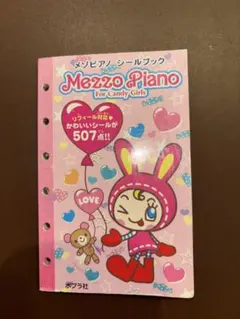 メゾピアノ シールブック
Mezzo Piano
For Candy Girls
リフィール対応♥
かわいいシールが
507点!!
LOVE
ポプラ社